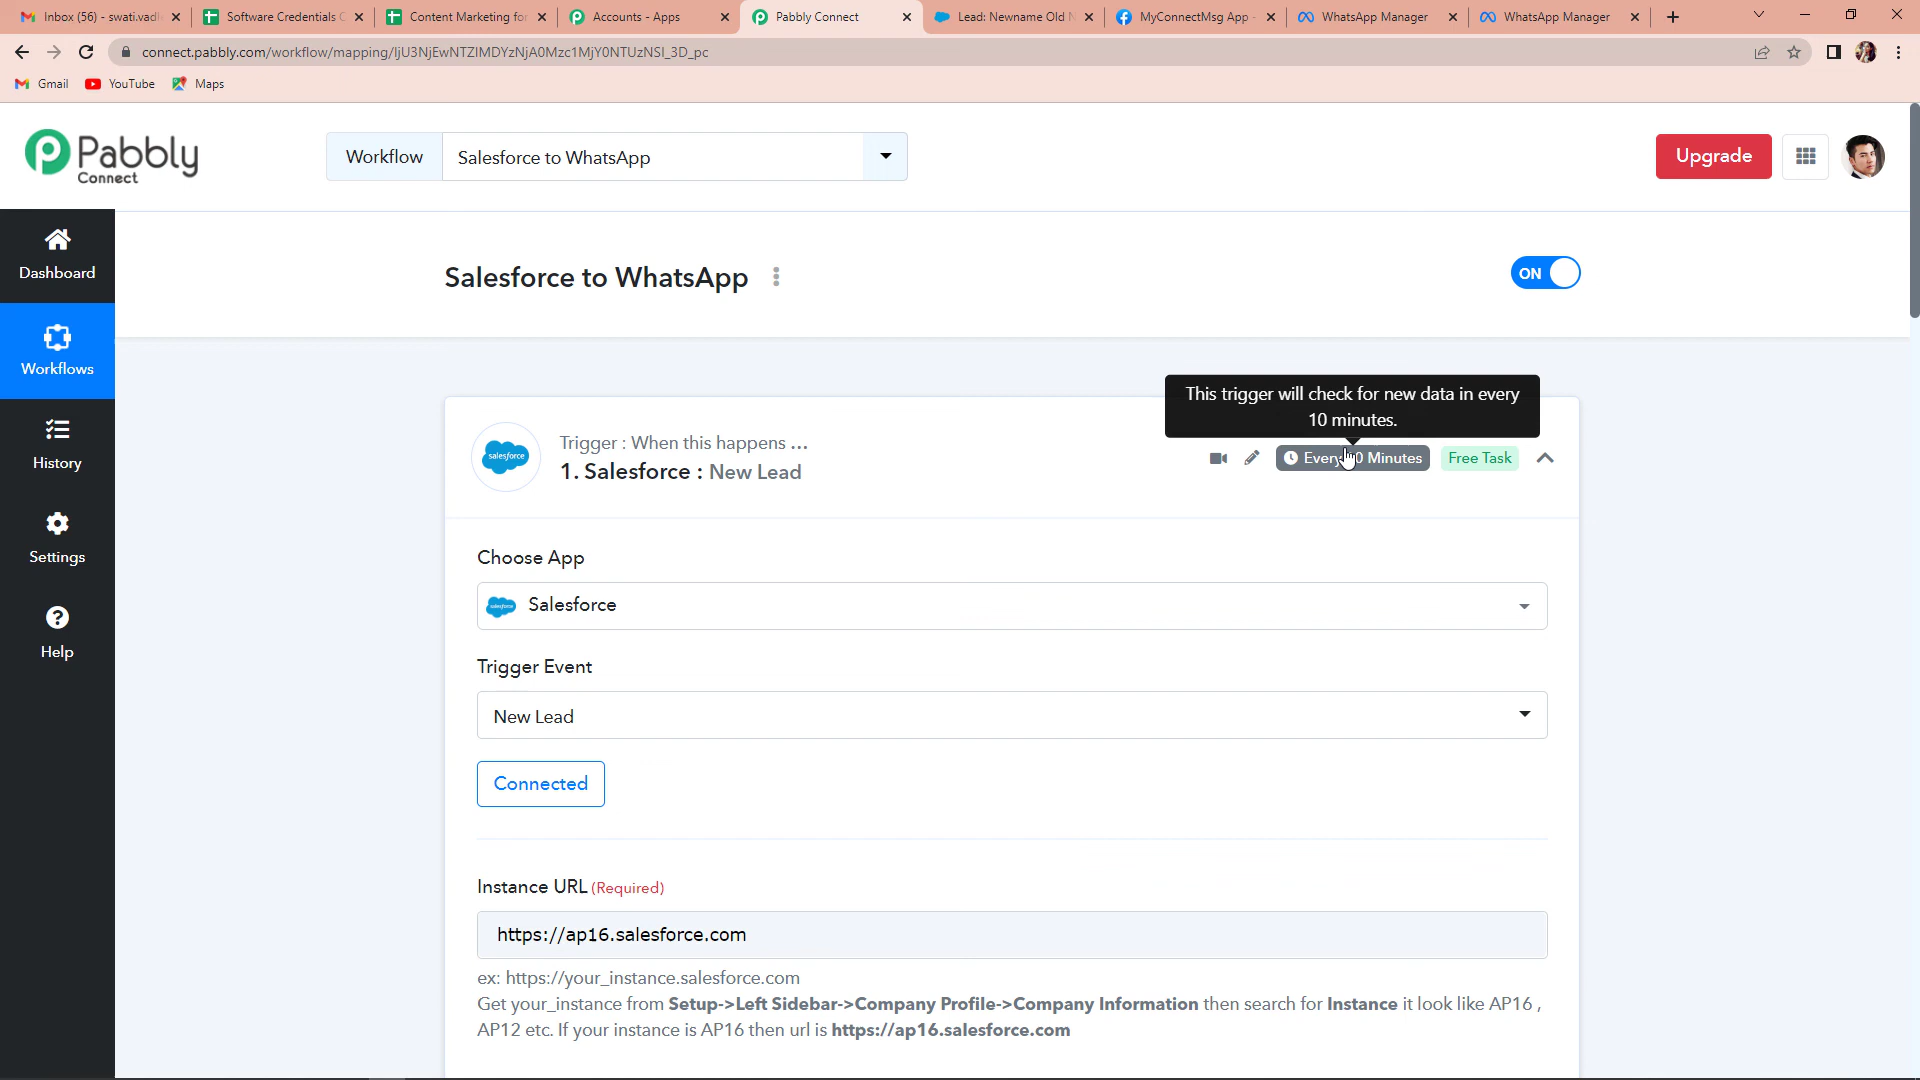 Inbox (56) - swati.vadh
Software Credentials C
Content Marketing for
Accounts - Apps
Pabbly Connect
Lead: Newname Old N
MyConnectMsg App -
WhatsApp Manager
WhatsApp Manager
connect.pabbly.com/workflow/mapping/IjU3NjEwNTZlMDYzNjA0Mzc1MjY0NTUzNSI_3D_pc
Gmail
YouTube
Maps
Pabbly
Connect
Workflow
Salesforce to WhatsApp
Upgrade
Dashboard
Workflows
History
Settings
Help
Salesforce to WhatsApp
ON
This trigger will check for new data in every
10 minutes.
salesforce
Trigger : When this happens ...
1. Salesforce : New Lead
Every 10 Minutes
Free Task
Choose App
salesforce
Salesforce
Trigger Event
New Lead
Connected
Instance URL (Required)
https://ap16.salesforce.com
ex: https://your_instance.salesforce.com
Get your_instance from Setup->Left Sidebar->Company Profile->Company Information then search for Instance it look like AP16 ,
AP12 etc. If your instance is AP16 then url is https://ap16.salesforce.com